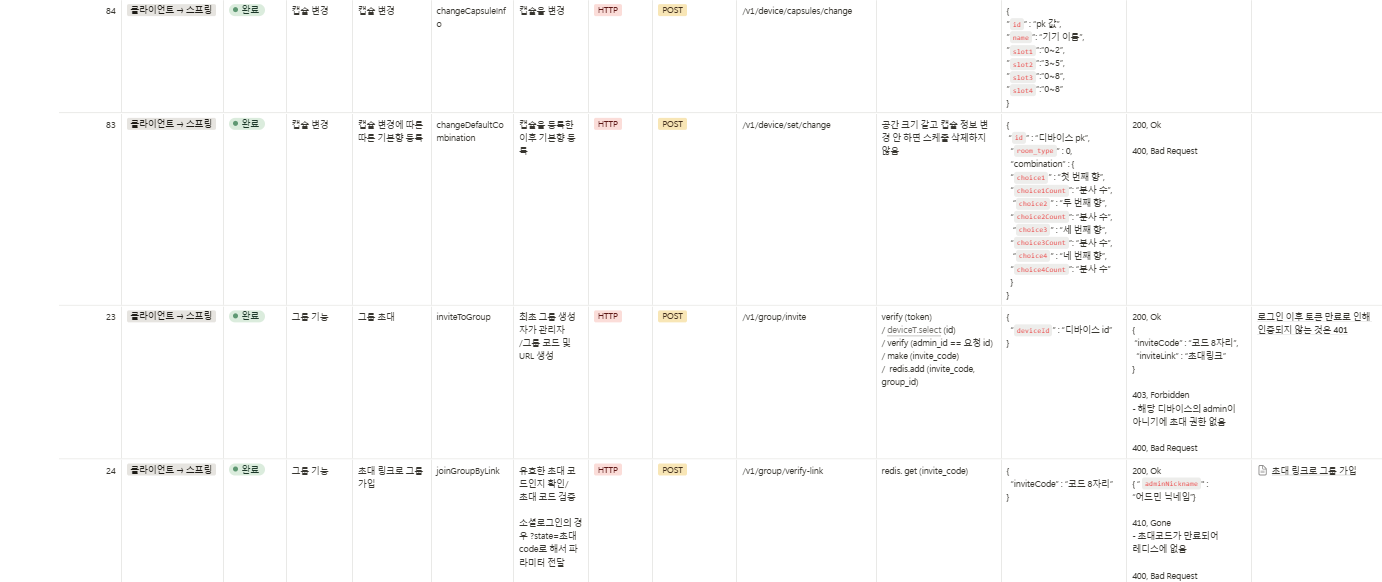 84
클라이언트 → 스프링
완료
캡슐 변경
캡슐 변경
changeCapsuleInf
o
캡슐을 변경
HTTP
POST
/v1/device/capsules/change
{
"id" : "pk 값",
"name": "기기 이름",
"slot1":"0~2",
"slot2":"3~5",
"slot3":"0~8",
"slot4":"0~8"
}
83
클라이언트 → 스프링
완료
캡슐 변경
캡슐 변경에 따른
따른 기본향 등록
changeDefaultCo
mbination
캡슐을 등록한
이후 기본향 등
록
HTTP
POST
/v1/device/set/change
공간 크기 같고 캡슐 정보 변
경 안 하면 스케줄 삭제하지
않음
{
"id" : "디바이스 pk",
"room_type" : 0,
"combination" : {
"choice1" : "첫 번째 향",
"choice1Count": "분사 수",
"choice2" : "두 번째 향",
"choice2Count": "분사 수",
"choice3" : "세 번째 향",
"choice3Count": "분사 수",
"choice4" : "네 번째 향",
"choice4Count": "분사 수"
}
}
200, Ok
400, Bad Request
23
클라이언트 → 스프링
완료
그룹 기능
그룹 초대
inviteToGroup
최초 그룹 생성
자가 관리자
/그룹 코드 및
URL 생성
HTTP
POST
/v1/group/invite
verify (token)
/ deviceT.select (id)
/ verify (admin_id == 요청 id)
/ make (invite_code)
/ redis.add (invite_code,
group_id)
{
"deviceId" : "디바이스 id"
}
200, Ok
{
"inviteCode" : "코드 8자리",
"inviteLink" : "초대링크"
}
403, Forbidden
- 해당 디바이스의 admin이
아니기에 초대 권한 없음
400, Bad Request
로그인 이후 토큰 만료로 인해
인증되지 않는 것은 401
24
클라이언트 → 스프링
완료
그룹 기능
초대 링크로 그룹
가입
joinGroupByLink
유효한 초대 코
드인지 확인/
초대 코드 검증
소셜로그인의 경
우 ?state=초대
code로 해서 파
라미터 전달
HTTP
POST
/v1/group/verify-link
redis. get (invite_code)
{
"inviteCode" : "코드 8자리"
}
200, Ok
{ "adminNickname" :
"어드민 닉네임"}
410, Gone
- 초대코드가 만료되어
레디스에 없음
400, Bad Request
초대 링크로 그룹 가입